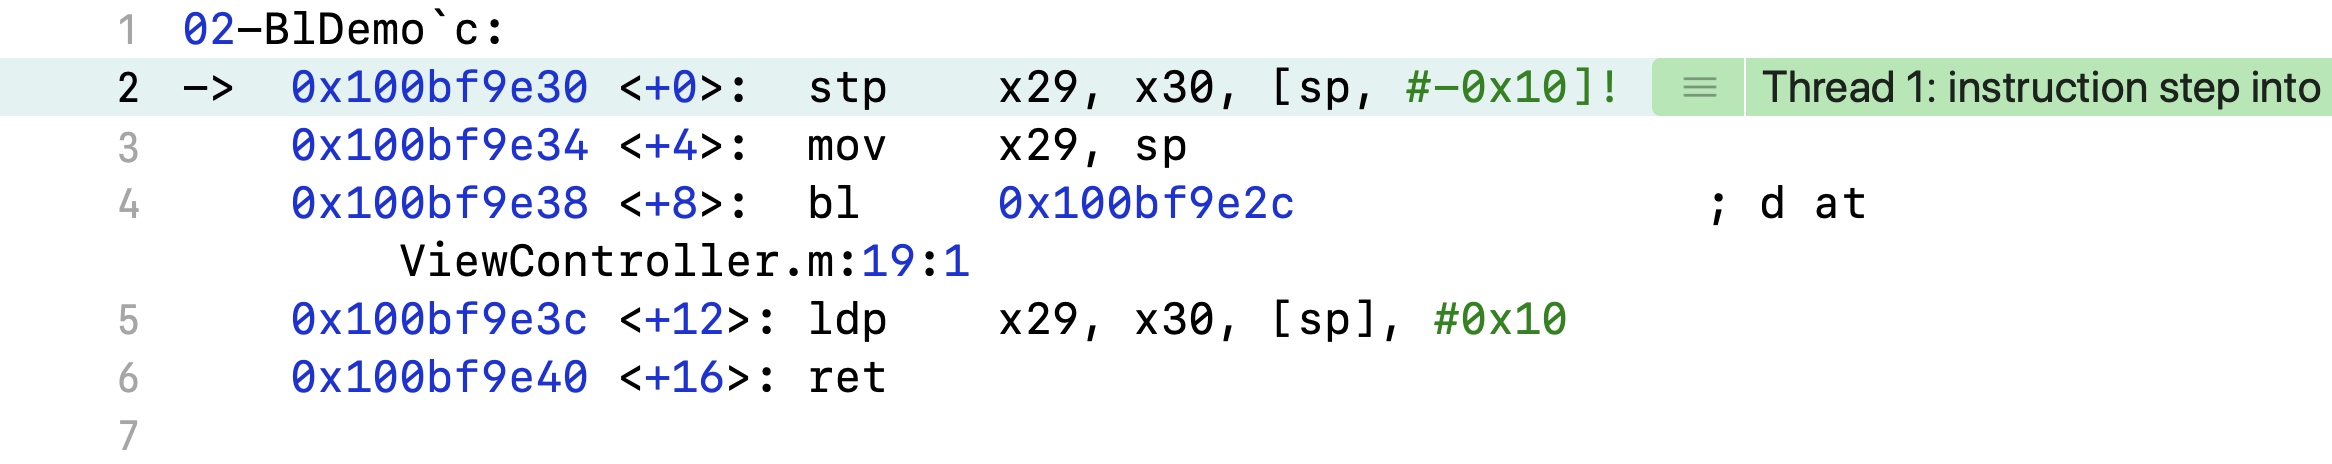 1 02-BlDemo`c:
2 -> 0x100bf9e30 <+0>: stp x29, x30, [sp, #-0x10]! Thread 1: instruction step into
3 0x100bf9e34 <+4>: mov x29, sp
4 0x100bf9e38 <+8>: bl 0x100bf9e2c ; d at
ViewController.m:19:1
5 0x100bf9e3c <+12>: ldp x29, x30, [sp], #0x10
6 0x100bf9e40 <+16>: ret
7